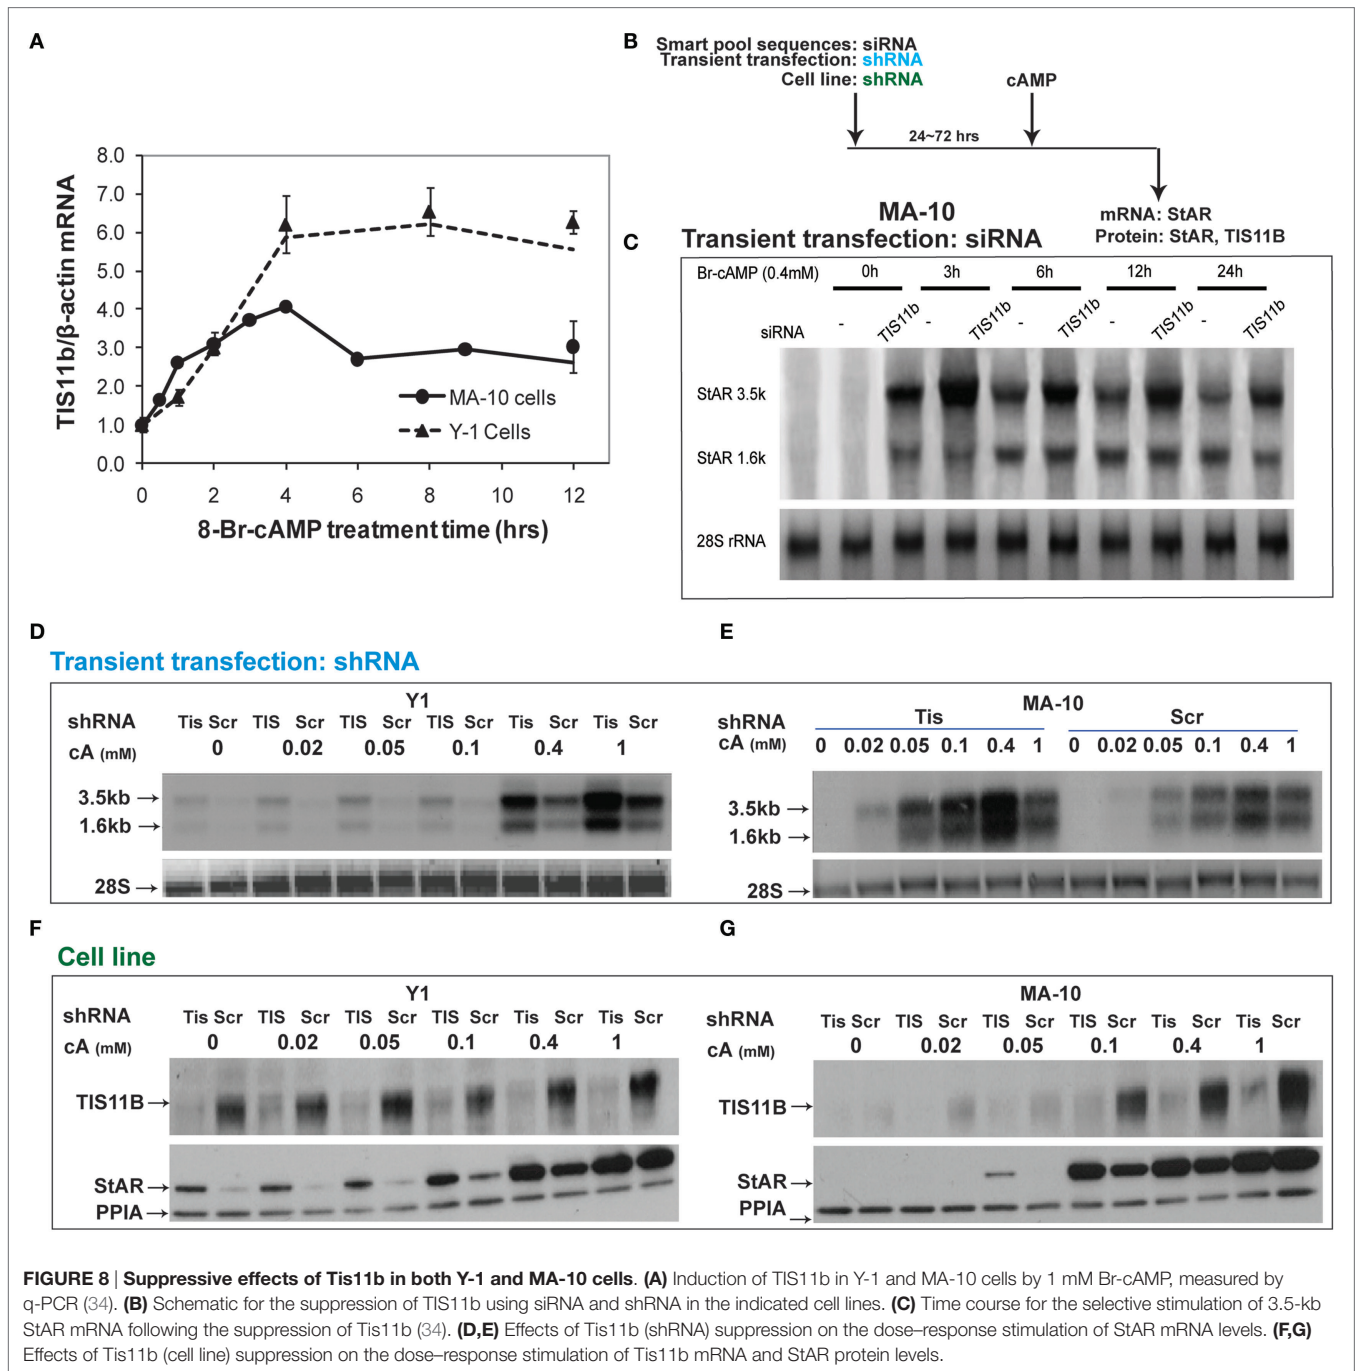 A
TIS11b/β-actin mRNA
8.0
7.0
6.0
5.0
4.0
3.0
2.0
1.0
0.0
0 2 4 6 8 10 12
8-Br-cAMP treatment time (hrs)
MA-10 cells
Y-1 Cells
B
Smart pool sequences: siRNA
Transient transfection: shRNA
Cell line: shRNA
cAMP
24~72 hrs
mRNA: StAR
Protein: StAR, TIS11B
C
MA-10
Transient transfection: siRNA
Br-cAMP (0.4mM) 0h 3h 6h 12h 24h
siRNA - TIS11b - TIS11b - TIS11b - TIS11b - TIS11b
StAR 3.5k
StAR 1.6k
28S rRNA
D
Transient transfection: shRNA
Y1
shRNA Tis Scr TIS Scr TIS Scr TIS Scr Tis Scr Tis Scr
cA (mM) 0 0.02 0.05 0.1 0.4 1
3.5kb
1.6kb
28S
E
MA-10
shRNA Tis Scr
cA (mM) 0 0.02 0.05 0.1 0.4 1 0 0.02 0.05 0.1 0.4 1
3.5kb
1.6kb
28S
F
Cell line
Y1
shRNA Tis Scr TIS Scr TIS Scr TIS Scr Tis Scr Tis Scr
cA (mM) 0 0.02 0.05 0.1 0.4 1
TIS11B
StAR
PPIA
G
MA-10
shRNA Tis Scr TIS Scr TIS Scr TIS Scr Tis Scr Tis Scr
cA (mM) 0 0.02 0.05 0.1 0.4 1
TIS11B
StAR
PPIA
FIGURE 8 | Suppressive effects of Tis11b in both Y-1 and MA-10 cells. (A) Induction of TIS11b in Y-1 and MA-10 cells by 1 mM Br-cAMP, measured by
q-PCR (34). (B) Schematic for the suppression of TIS11b using siRNA and shRNA in the indicated cell lines. (C) Time course for the selective stimulation of 3.5-kb
StAR mRNA following the suppression of Tis11b (34). (D,E) Effects of Tis11b (shRNA) suppression on the dose–response stimulation of StAR mRNA levels. (F,G)
Effects of Tis11b (cell line) suppression on the dose–response stimulation of Tis11b mRNA and StAR protein levels.